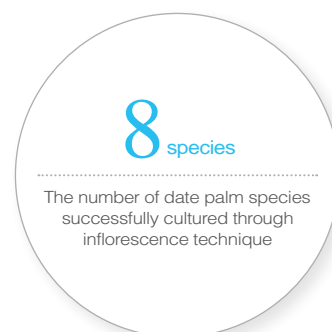 8 species
The number of date palm species
successfully cultured through
inflorescence technique